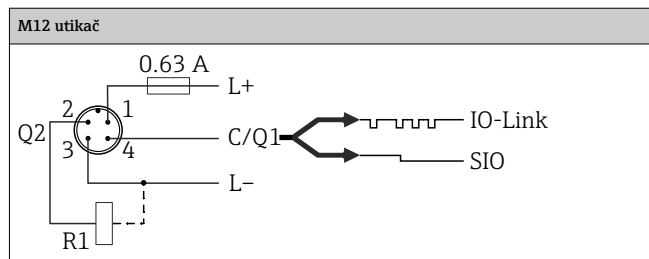 M12 utikač
0.63 A
L+
2 1
Q2
3 4
C/Q1
IO-Link
SIO
L–
R1